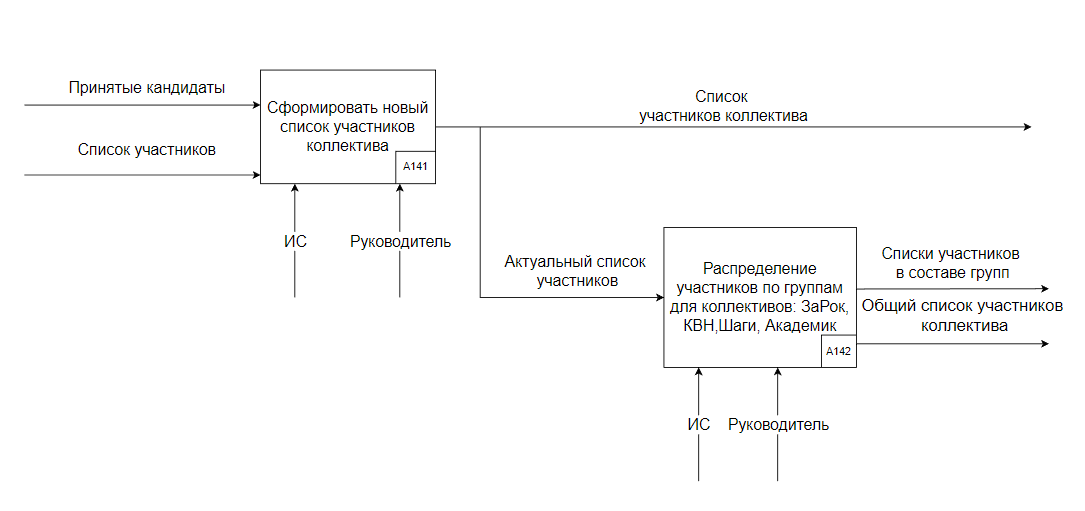 Принятые кандидаты
Список участников
Сформировать новый
список участников
коллектива
A141
Список
участников коллектива
ИС
Руководитель
Актуальный список
участников
Распределение
участников по группам
для коллективов: ЗаРок,
КВН,Шаги, Академик
A142
Списки участников
в составе групп
Общий список участников
коллектива
ИС
Руководитель